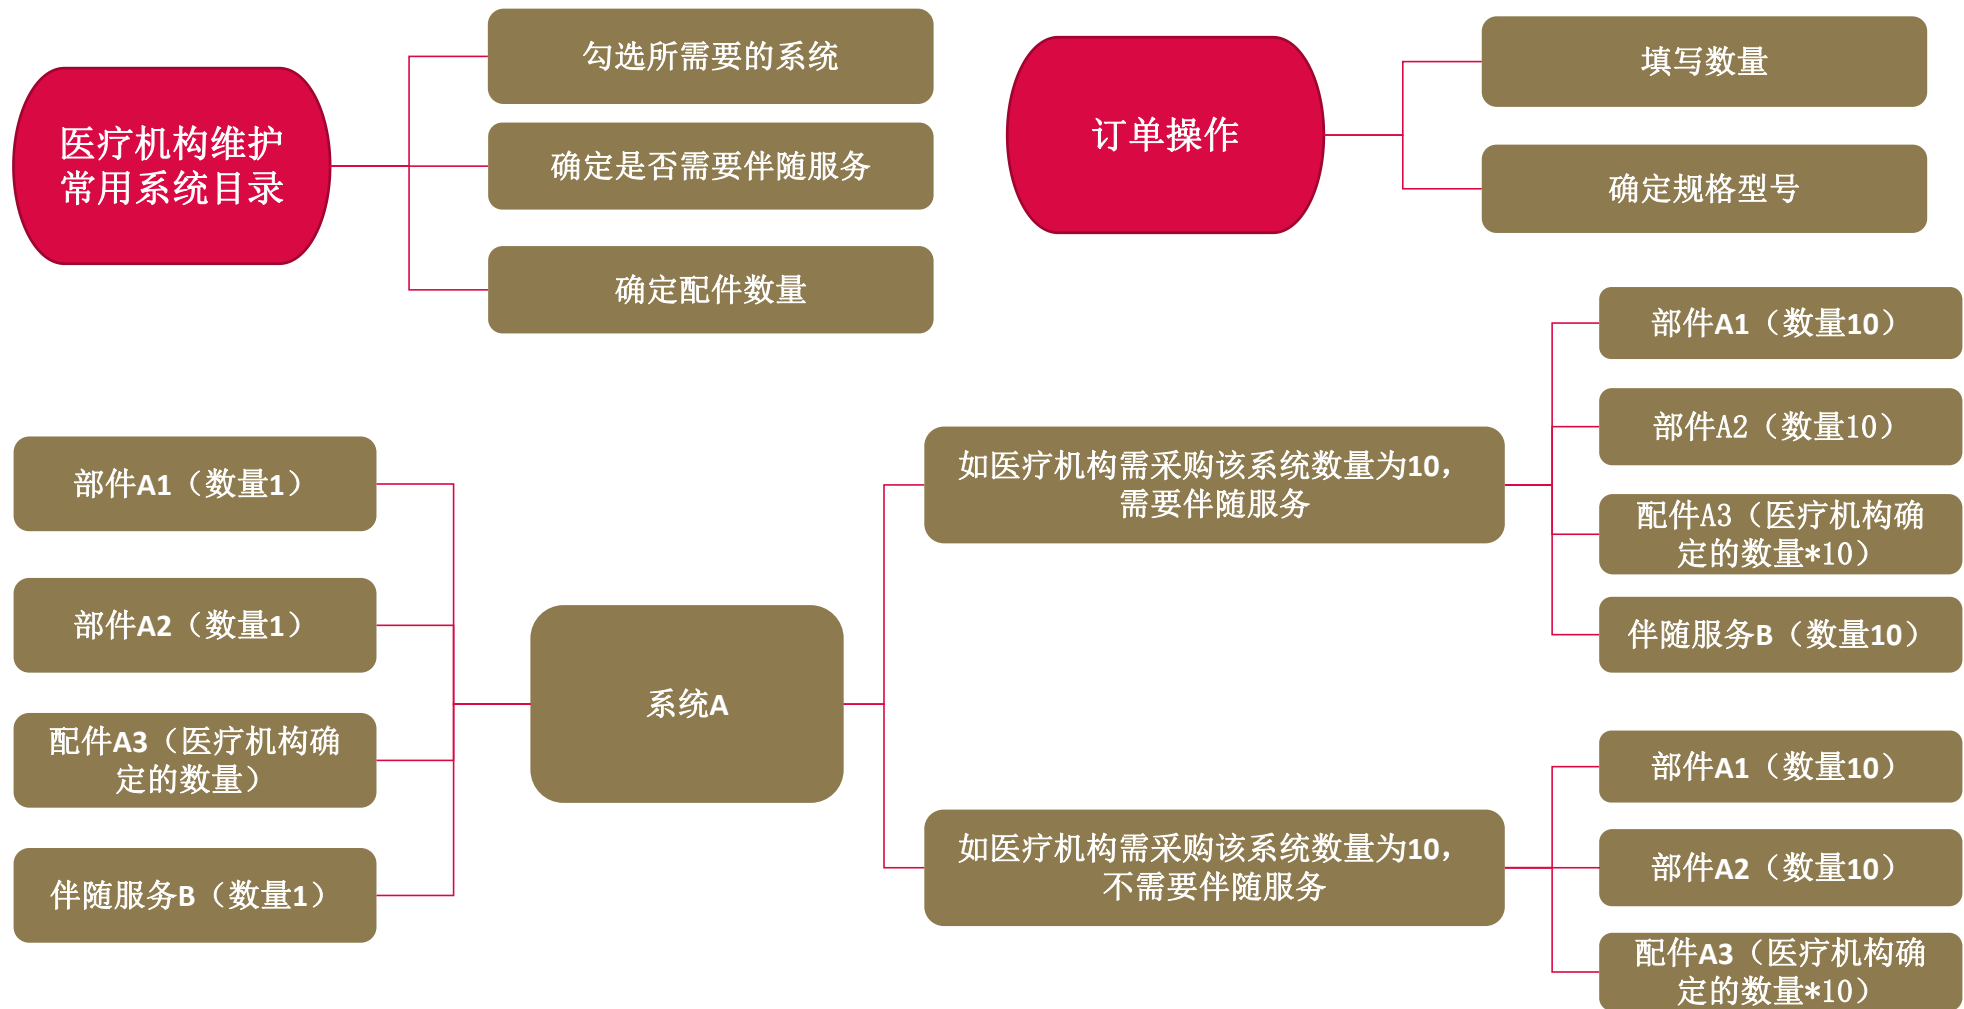 医疗机构维护
常用系统目录
勾选所需要的系统
确定是否需要伴随服务
确定配件数量
订单操作
填写数量
确定规格型号
部件A1（数量1）
部件A2（数量1）
配件A3（医疗机构确
定的数量）
伴随服务B（数量1）
系统A
如医疗机构需采购该系统数量为10，
需要伴随服务
部件A1（数量10）
部件A2（数量10）
配件A3（医疗机构确
定的数量*10）
伴随服务B（数量10）
如医疗机构需采购该系统数量为10，
不需要伴随服务
部件A1（数量10）
部件A2（数量10）
配件A3（医疗机构确
定的数量*10）